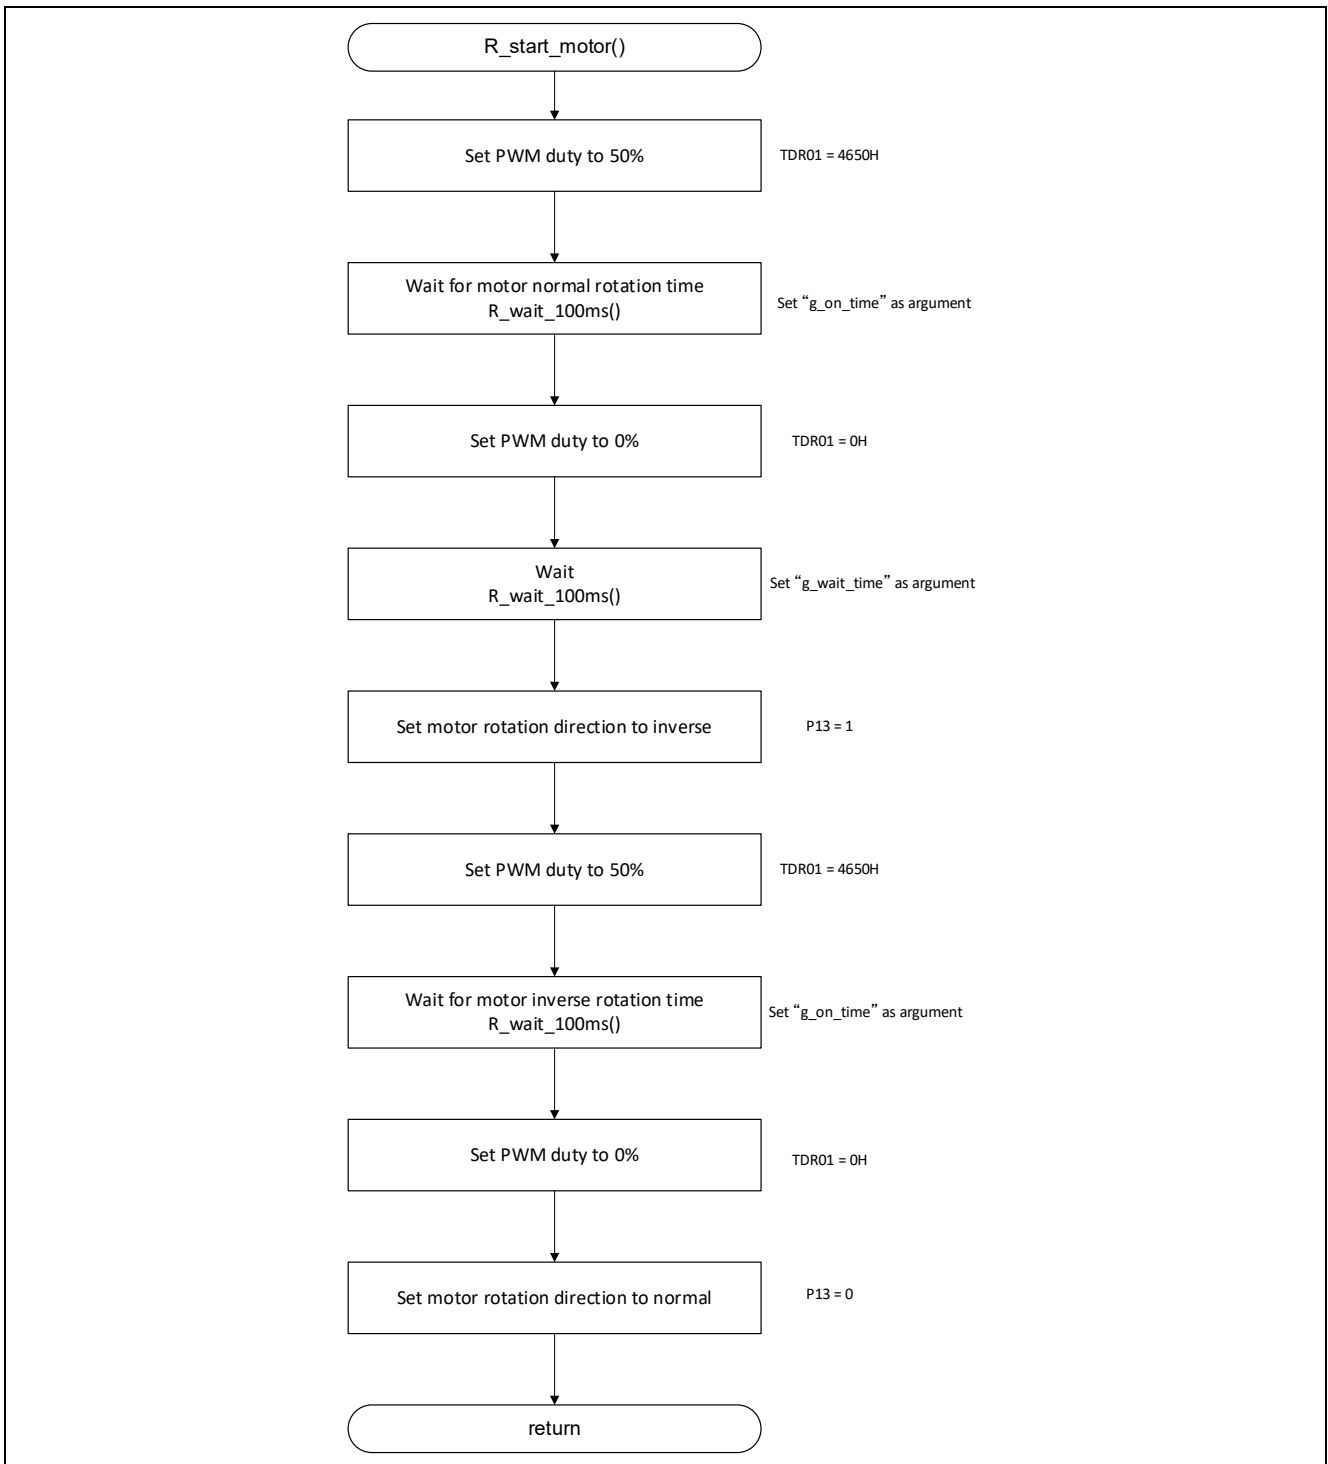 R_start_motor()
Set PWM duty to 50%
TDR01 = 4650H
Wait for motor normal rotation time
R_wait_100ms()
Set “g_on_time” as argument
Set PWM duty to 0%
TDR01 = 0H
Wait
R_wait_100ms()
Set “g_wait_time” as argument
Set motor rotation direction to inverse
P13 = 1
Set PWM duty to 50%
TDR01 = 4650H
Wait for motor inverse rotation time
R_wait_100ms()
Set “g_on_time” as argument
Set PWM duty to 0%
TDR01 = 0H
Set motor rotation direction to normal
P13 = 0
return